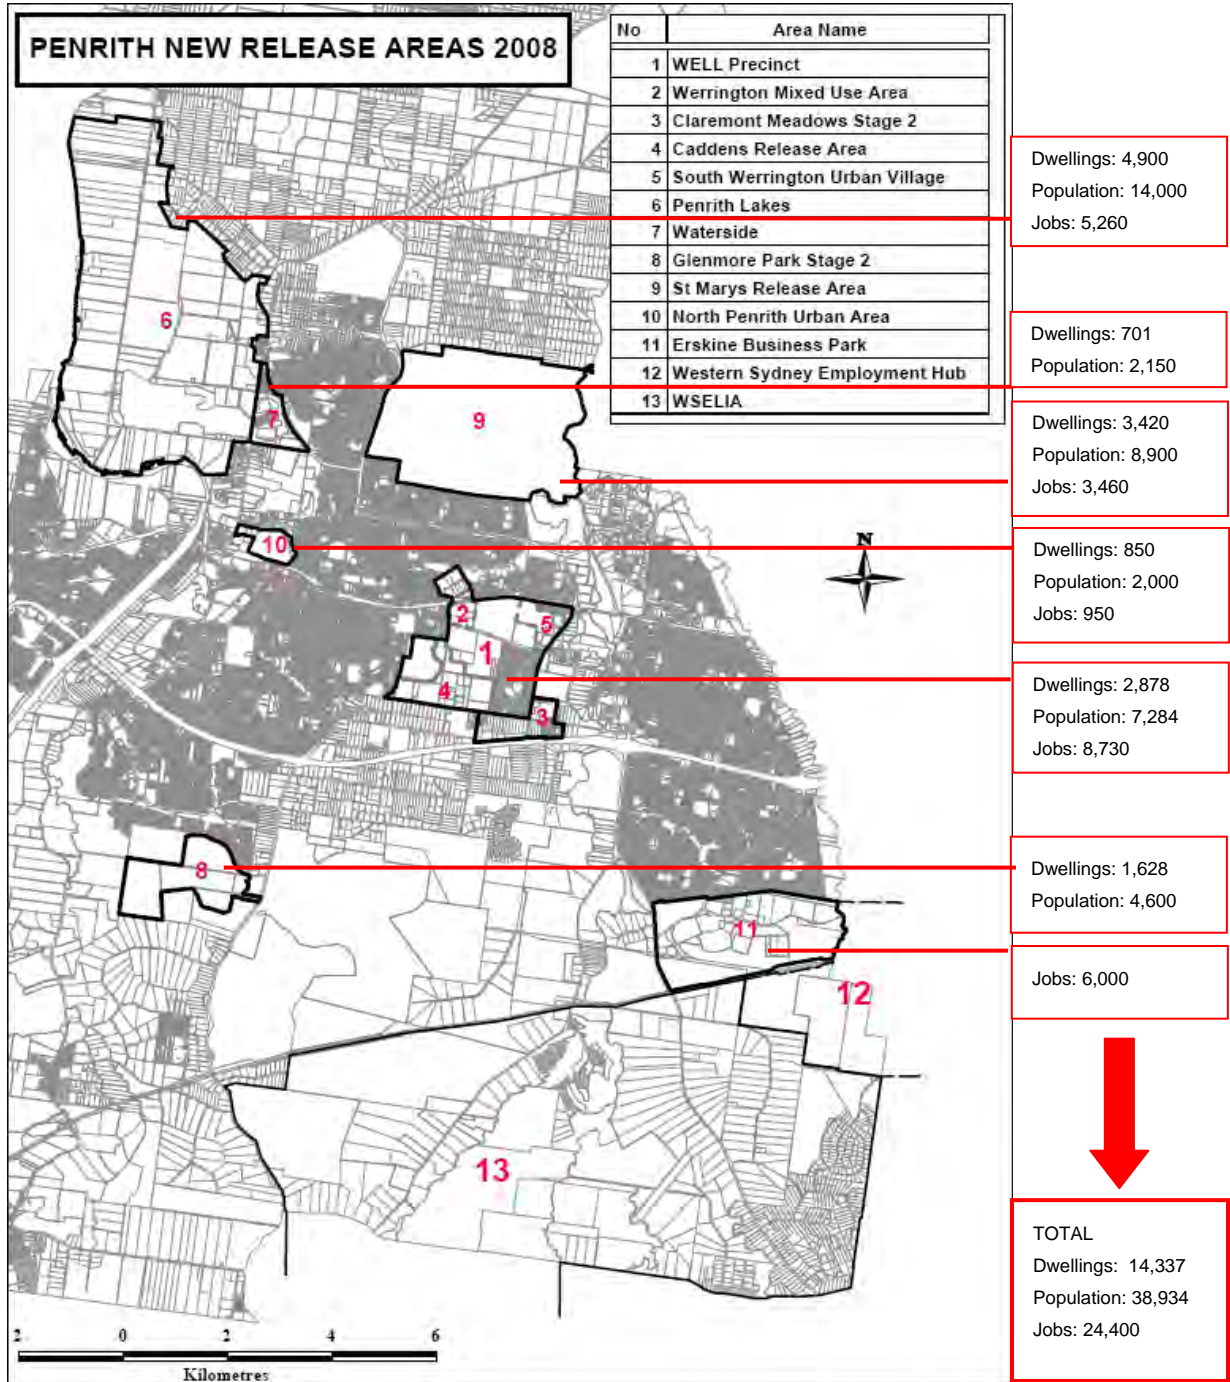 PENRITH NEW RELEASE AREAS 2008
No Area Name
1 WELL Precinct
2 Werrington Mixed Use Area
3 Claremont Meadows Stage 2
4 Caddens Release Area
5 South Werrington Urban Village
6 Penrith Lakes
7 Waterside
8 Glenmore Park Stage 2
9 St Marys Release Area
10 North Penrith Urban Area
11 Erskine Business Park
12 Western Sydney Employment Hub
13 WSELIA
Dwellings: 4,900
Population: 14,000
Jobs: 5,260
Dwellings: 701
Population: 2,150
Dwellings: 3,420
Population: 8,900
Jobs: 3,460
Dwellings: 850
Population: 2,000
Jobs: 950
Dwellings: 2,878
Population: 7,284
Jobs: 8,730
Dwellings: 1,628
Population: 4,600
Jobs: 6,000
TOTAL
Dwellings: 14,337
Population: 38,934
Jobs: 24,400
6
7
9
10
N
2
5
1
4
3
8
11
12
13
2 0 2 4 6
Kilometres